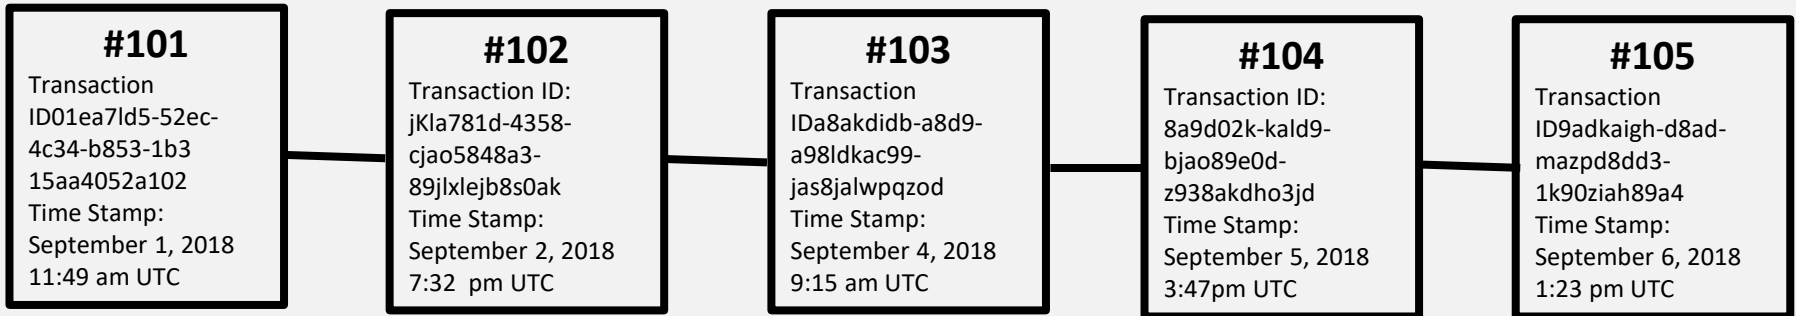 #101
Transaction
ID01ea7ld5-52ec-
4c34-b853-1b3
15aa4052a102
Time Stamp:
September 1, 2018
11:49 am UTC
#102
Transaction ID:
jKla781d-4358-
cjao5848a3-
89jlxlejb8s0ak
Time Stamp:
September 2, 2018
7:32  pm UTC
#103
Transaction
IDa8akdidb-a8d9-
a98ldkac99-
jas8jalwpqzod
Time Stamp:
September 4, 2018
9:15 am UTC
#104
Transaction ID:
8a9d02k-kald9-
bjao89e0d-
z938akdho3jd
Time Stamp:
September 5, 2018
3:47pm UTC
#105
Transaction
ID9adkaigh-d8ad-
mazpd8dd3-
1k90ziah89a4
Time Stamp:
September 6, 2018
1:23 pm UTC